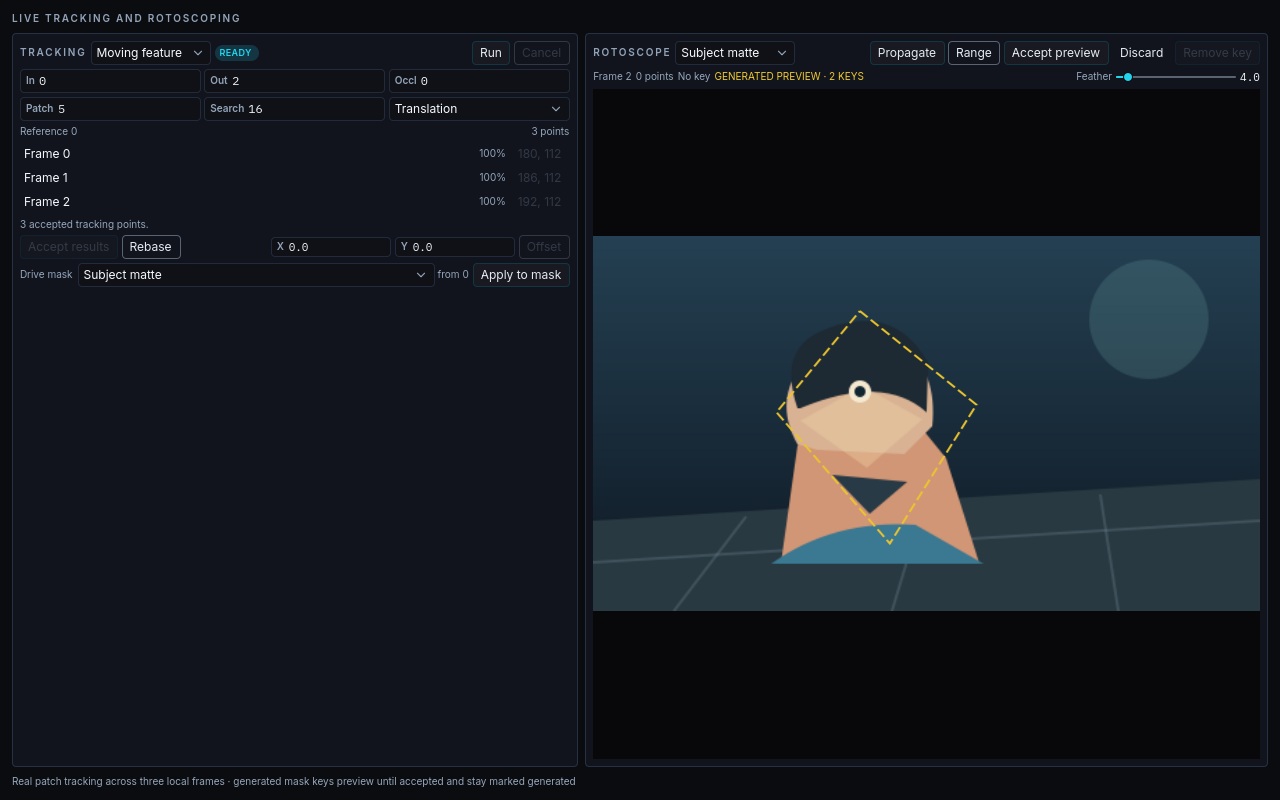 LIVE TRACKING AND ROTOSCOPING
TRACKING Moving feature READY Run Cancel
In 0 Out 2 Occl 0
Patch 5 Search 16 Translation
Reference 0 3 points
Frame 0 100% 180, 112
Frame 1 100% 186, 112
Frame 2 100% 192, 112
3 accepted tracking points.
Accept results Rebase X 0.0 Y 0.0 Offset
Drive mask Subject matte from 0 Apply to mask
ROTOSCOPE Subject matte Propagate Range Accept preview Discard Remove key
Frame 2 0 points No key GENERATED PREVIEW · 2 KEYS Feather 4.0
Real patch tracking across three local frames · generated mask keys preview until accepted and stay marked generated